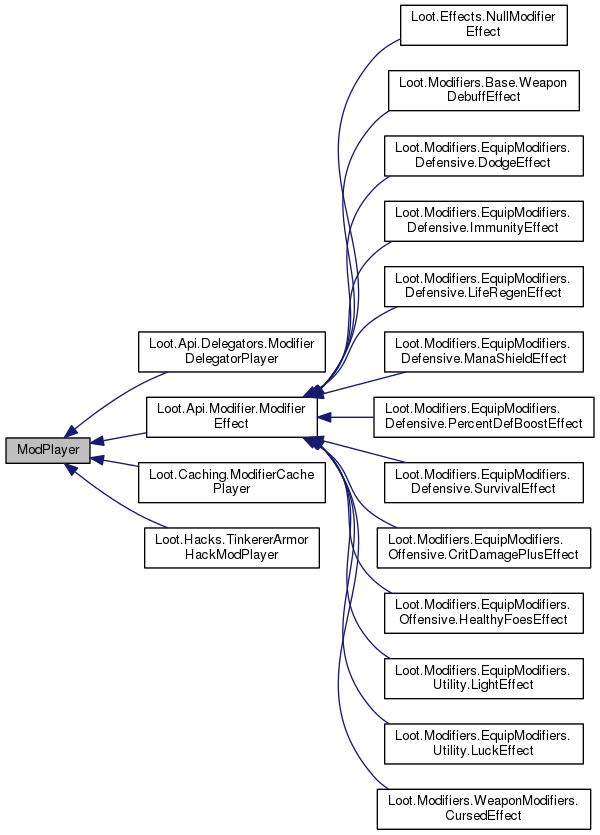 ModPlayer
Loot.Api.Delegators.Modifier
DelegatorPlayer
Loot.Api.Modifier.Modifier
Effect
Loot.Caching.ModifierCache
Player
Loot.Hacks.TinkererArmor
HackModPlayer
Loot.Effects.NullModifier
Effect
Loot.Modifiers.Base.Weapon
DebuffEffect
Loot.Modifiers.EquipModifiers.
Defensive.DodgeEffect
Loot.Modifiers.EquipModifiers.
Defensive.ImmunityEffect
Loot.Modifiers.EquipModifiers.
Defensive.LifeRegenEffect
Loot.Modifiers.EquipModifiers.
Defensive.ManaShieldEffect
Loot.Modifiers.EquipModifiers.
Defensive.PercentDefBoostEffect
Loot.Modifiers.EquipModifiers.
Defensive.SurvivalEffect
Loot.Modifiers.EquipModifiers.
Offensive.CritDamagePlusEffect
Loot.Modifiers.EquipModifiers.
Offensive.HealthyFoesEffect
Loot.Modifiers.EquipModifiers.
Utility.LightEffect
Loot.Modifiers.EquipModifiers.
Utility.LuckEffect
Loot.Modifiers.WeaponModifiers.
CursedEffect